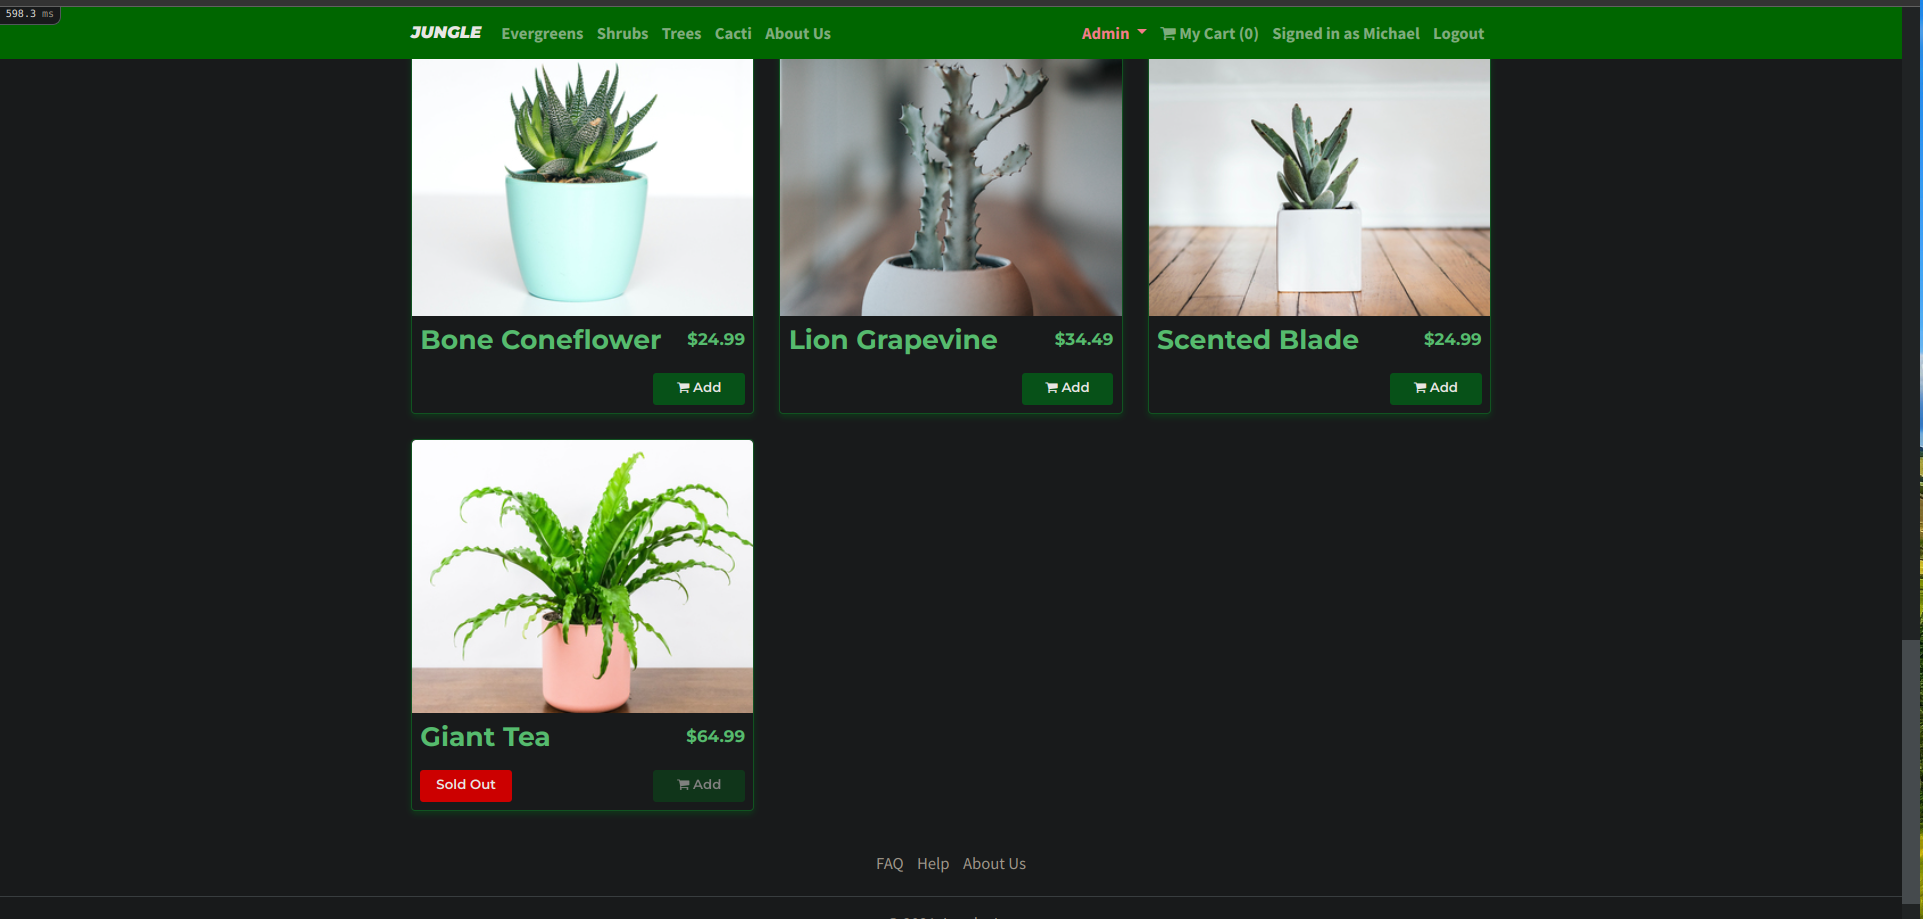 598.3 ms
JUNGLE Evergreens Shrubs Trees Cacti About Us Admin My Cart (0) Signed in as Michael Logout
Bone Coneflower $24.99
Add
Lion Grapevine $34.49
Add
Scented Blade $24.99
Add
Giant Tea $64.99
Sold Out Add
FAQ Help About Us